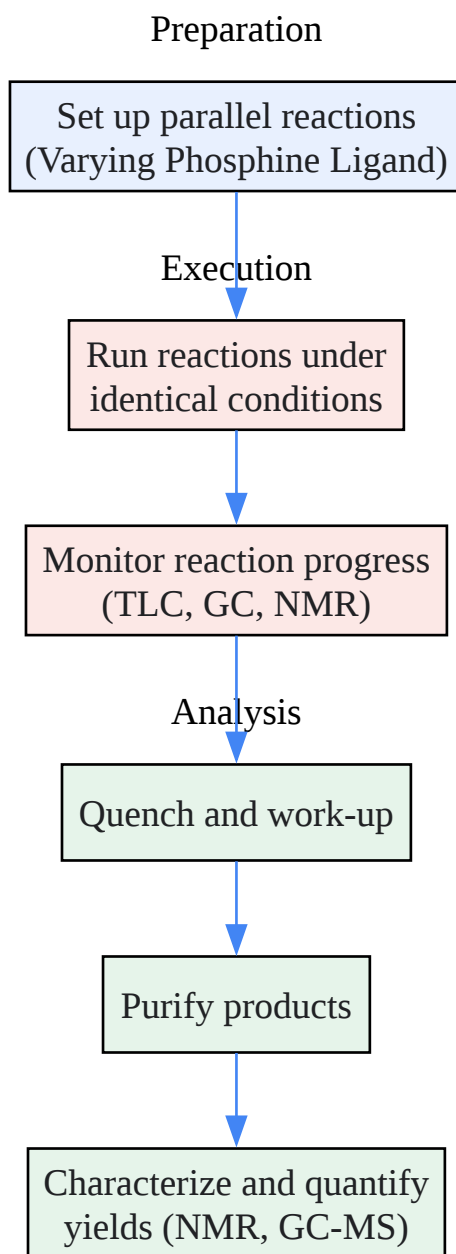 Preparation
Set up parallel reactions
(Varying Phosphine Ligand)
Execution
Run reactions under
identical conditions
Monitor reaction progress
(TLC, GC, NMR)
Analysis
Quench and work-up
Purify products
Characterize and quantify
yields (NMR, GC-MS)